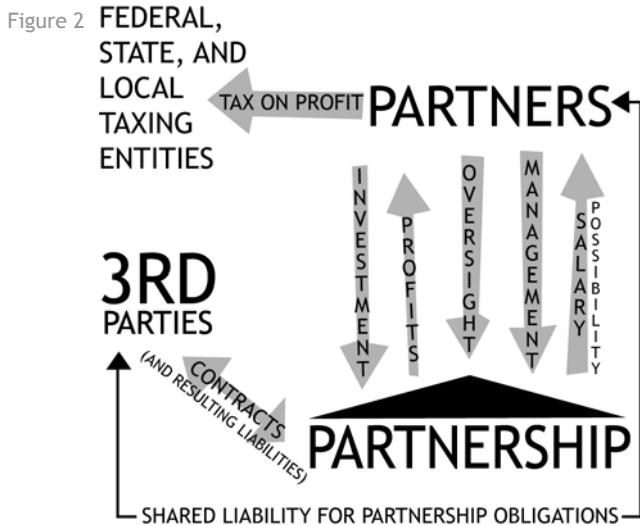 Figure 2
FEDERAL,
STATE, AND
LOCAL
TAXING
ENTITIES
TAX ON PROFIT
PARTNERS
INVESTMENT
PROFITS
OVERSIGHT
MANAGEMENT
SALARY
POSSIBILITY
3RD
PARTIES
CONTRACTS
(AND RESULTING LIABILITIES)
PARTNERSHIP
SHARED LIABILITY FOR PARTNERSHIP OBLIGATIONS